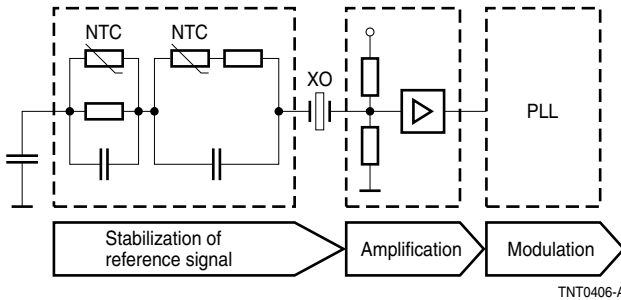 NTC
NTC
XO
PLL
Stabilization of
reference signal
Amplification
Modulation
TNT0406-A